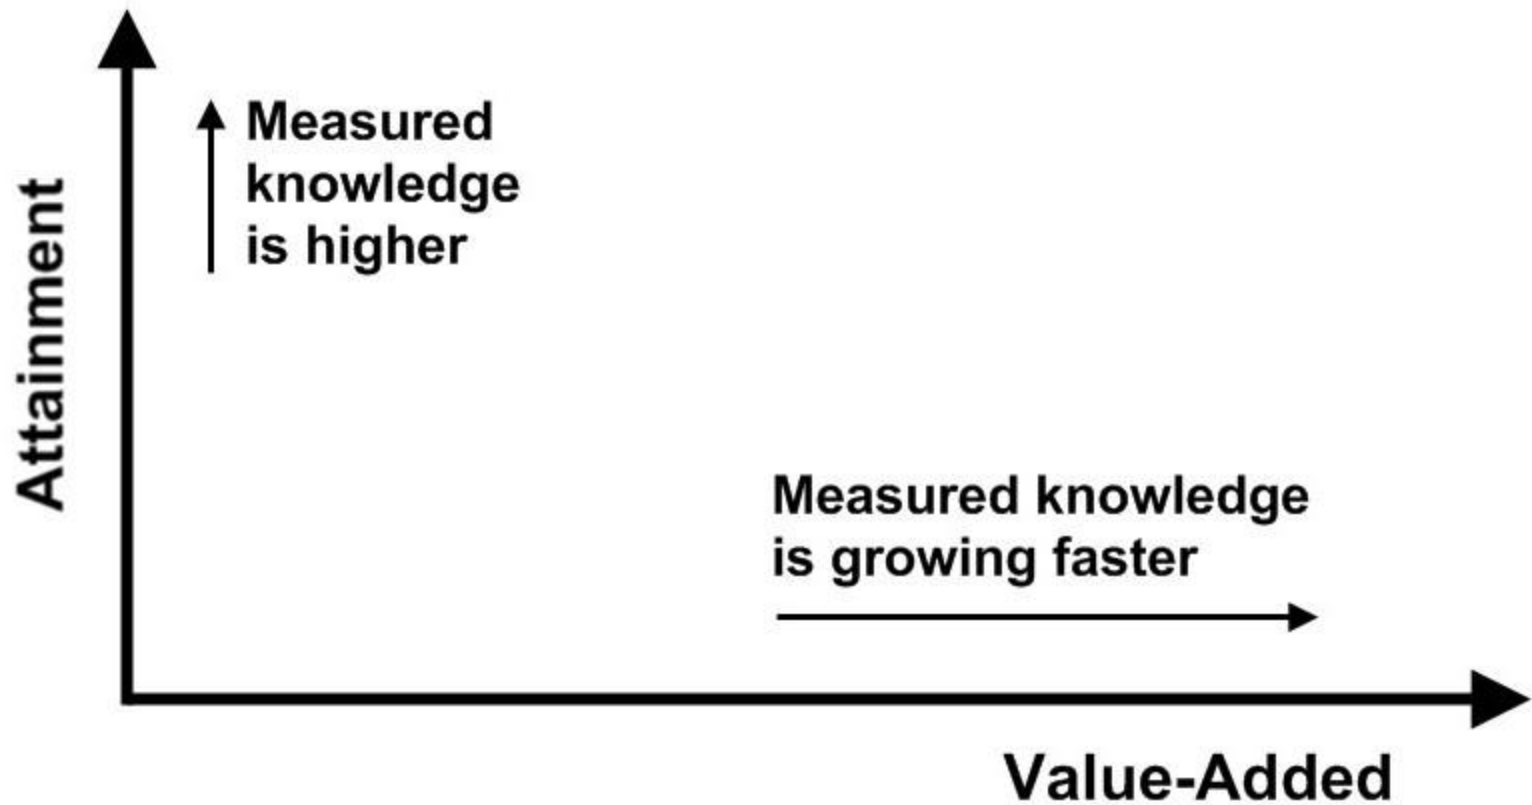 Attainment
Measured
knowledge
is higher
Measured knowledge
is growing faster
Value-Added